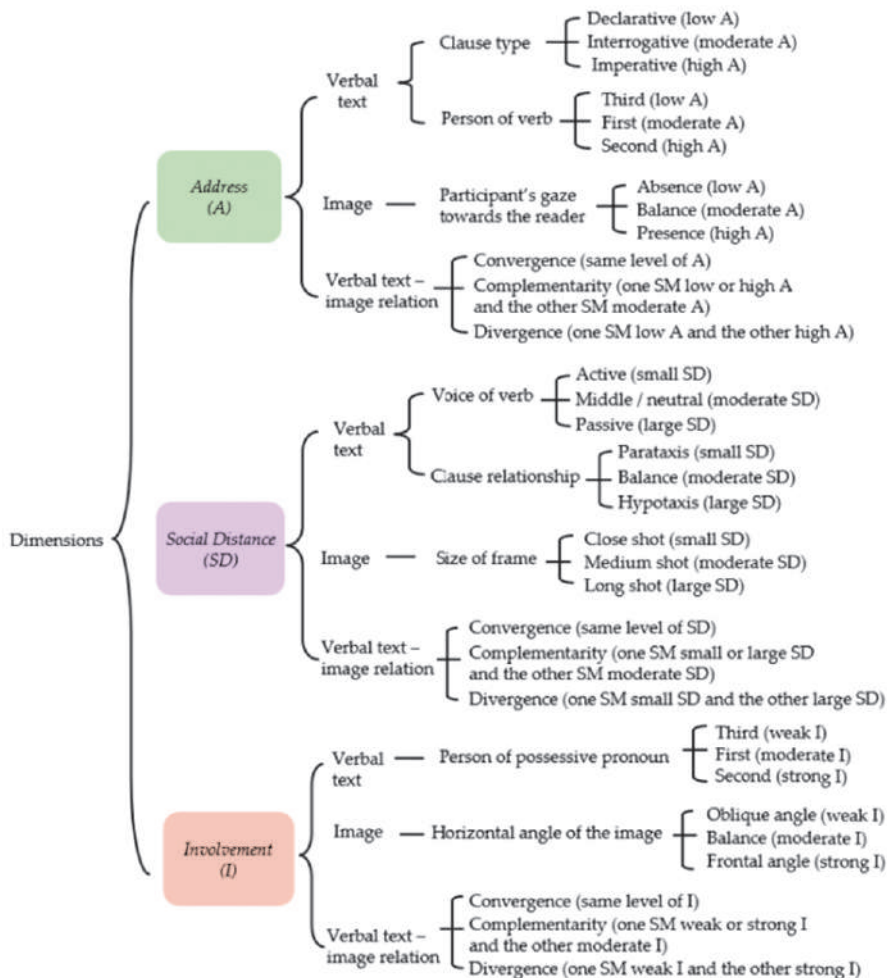 Dimensions
Address
(A)
Verbal
text
Clause type
Declarative (low A)
Interrogative (moderate A)
Imperative (high A)
Person of verb
Third (low A)
First (moderate A)
Second (high A)
Image
Participant's gaze
towards the reader
Absence (low A)
Balance (moderate A)
Presence (high A)
Verbal text –
image relation
Convergence (same level of A)
Complementarity (one SM low or high A
and the other SM moderate A)
Divergence (one SM low A and the other high A)
Social Distance
(SD)
Verbal
text
Voice of verb
Active (small SD)
Middle / neutral (moderate SD)
Passive (large SD)
Clause relationship
Parataxis (small SD)
Balance (moderate SD)
Hypotaxis (large SD)
Image
Size of frame
Close shot (small SD)
Medium shot (moderate SD)
Long shot (large SD)
Verbal text –
image relation
Convergence (same level of SD)
Complementarity (one SM small or large SD
and the other SM moderate SD)
Divergence (one SM small SD and the other large SD)
Involvement
(I)
Verbal
text
Person of possessive pronoun
Third (weak I)
First (moderate I)
Second (strong I)
Image
Horizontal angle of the image
Oblique angle (weak I)
Balance (moderate I)
Frontal angle (strong I)
Verbal text –
image relation
Convergence (same level of I)
Complementarity (one SM weak or strong I
and the other moderate I)
Divergence (one SM weak I and the other strong I)